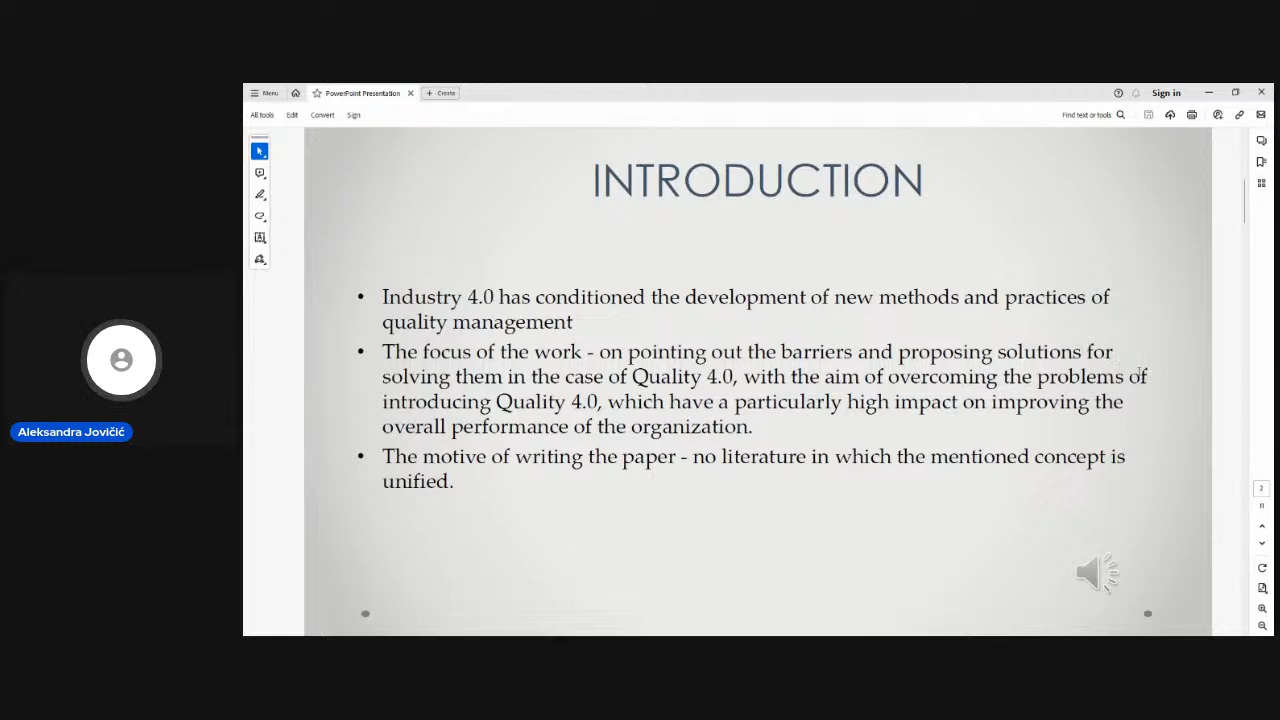 Menu
PowerPoint Presentation
Create
Sign in
All tools
Edit
Convert
Sign
Find text or tools
INTRODUCTION
• Industry 4.0 has conditioned the development of new methods and practices of
quality management
• The focus of the work - on pointing out the barriers and proposing solutions for
solving them in the case of Quality 4.0, with the aim of overcoming the problems of
introducing Quality 4.0, which have a particularly high impact on improving the
overall performance of the organization.
• The motive of writing the paper - no literature in which the mentioned concept is
unified.
Aleksandra Jovičić
2
11